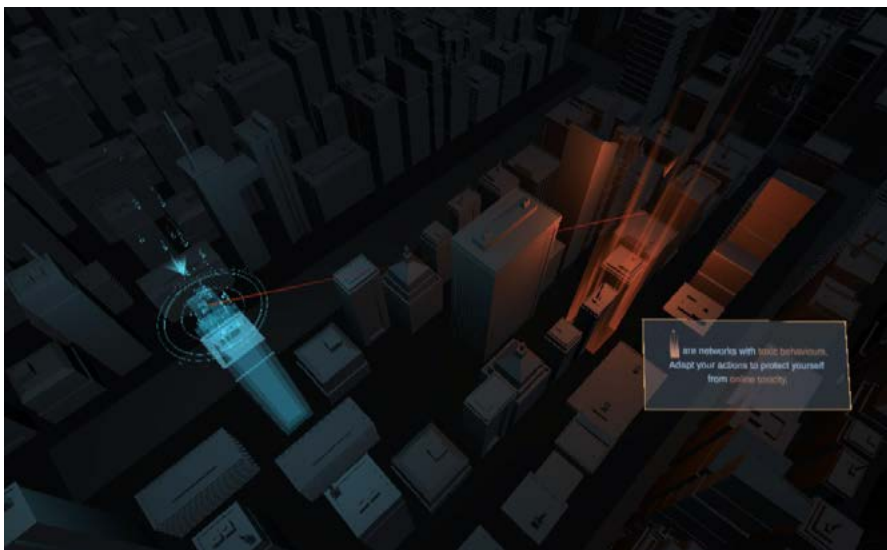 are networks with toxic behaviours.
Adapt your actions to protect yourself
from online toxicity.